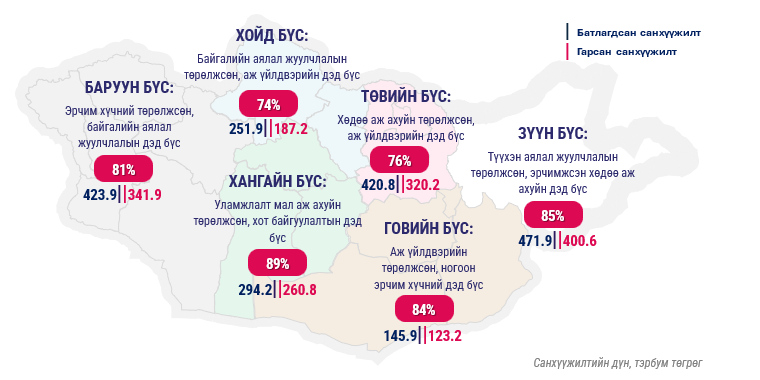 ХОЙД БҮС:
Байгалийн аялал жуулчлалын
төрөлжсөн, аж үйлдвэрийн дэд бүс
74%
251.9 187.2
Батлагдсан санхүүжилт
Гарсан санхүүжилт
БАРУУН БҮС:
Эрчим хүчний төрөлжсөн,
байгалийн аялал
жуулчлалын дэд бүс
81%
423.9 341.9
ТӨВИЙН БҮС:
Хөдөө аж ахуйн төрөлжсөн,
аж үйлдвэрийн дэд бүс
76%
420.8 320.2
ЗҮҮН БҮС:
Түүхэн аялал жуулчлалын
төрөлжсөн, эрчимжсэн хөдөө аж
ахуйн дэд бүс
85%
471.9 400.6
ХАНГАЙН БҮС:
Уламжлалт мал аж ахуйн
төрөлжсөн, хот байгуулалтын дэд
бүс
89%
294.2 260.8
ГОВИЙН БҮС:
Аж үйлдвэрийн
төрөлжсөн, ногоон
эрчим хүчний дэд бүс
84%
145.9 123.2
Санхүүжилтийн дүн, тэрбум төгрөг